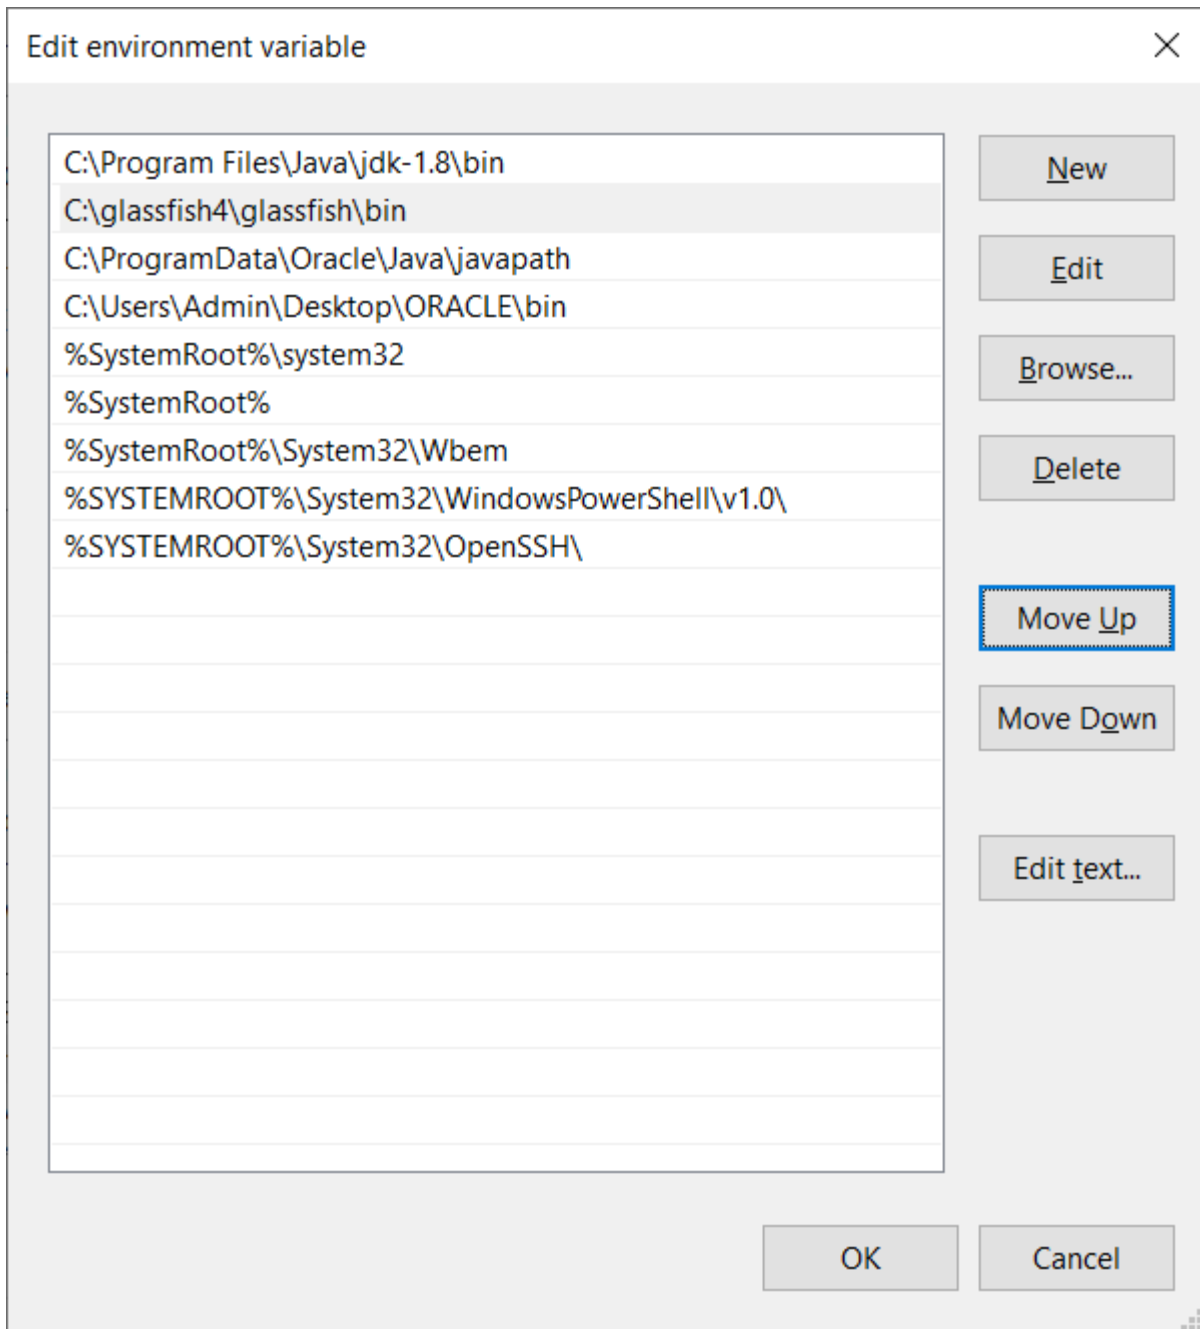 Edit environment variable
C:\Program Files\Java\jdk-1.8\bin
C:\glassfish4\glassfish\bin
C:\ProgramData\Oracle\Java\javapath
C:\Users\Admin\Desktop\ORACLE\bin
%SystemRoot%\system32
%SystemRoot%
%SystemRoot%\System32\Wbem
%SYSTEMROOT%\System32\WindowsPowerShell\v1.0\
%SYSTEMROOT%\System32\OpenSSH\
New
Edit
Browse...
Delete
Move Up
Move Down
Edit text...
OK
Cancel